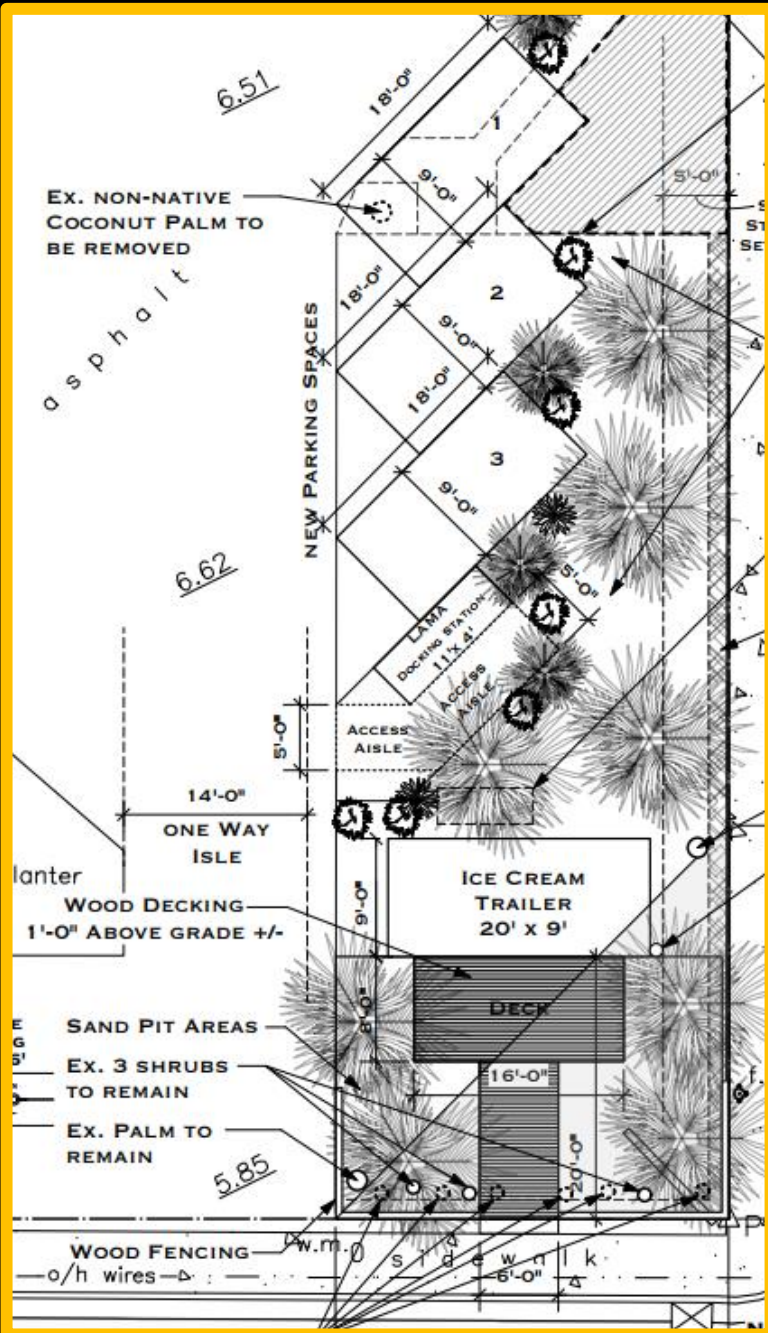 6.51
18'-0"
1
9'-0"
5'-0"
EX. NON-NATIVE
COCONUT PALM TO
BE REMOVED
asphalt
18'-0"
2
9'-0"
NEW PARKING SPACES
18'-0"
3
9'-0"
6.62
5'-0"
LAMA
DOCKING STATION
11'X 4'
ACCESS
AISLE
ACCESS
AISLE
5'-0"
14'-0"
ONE WAY
ISLE
lanter
ICE CREAM
TRAILER
20' X 9'
9'-0"
WOOD DECKING
1'-0" ABOVE GRADE +/-
DECK
8'-0"
SAND PIT AREAS
EX. 3 SHRUBS
TO REMAIN
16'-0"
EX. PALM TO
REMAIN
20'-0"
5.85
WOOD FENCING
w.m.
sidewalk
o/h wires
6'-0"